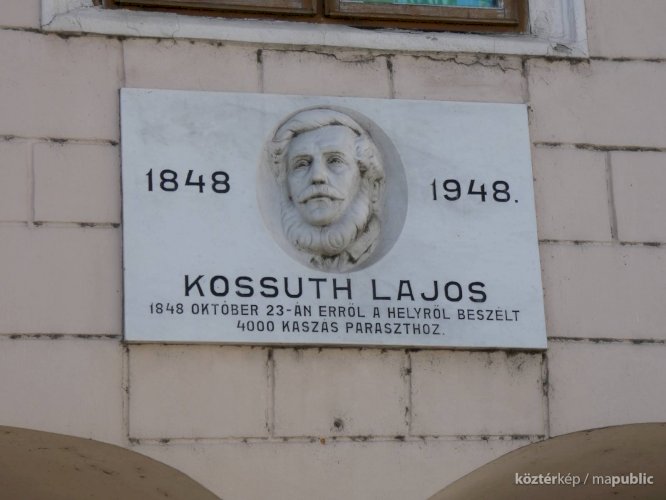 1848
1948.
KOSSUTH LAJOS
1848 OKTÓBER 23-ÁN ERRŐL A HELYRŐL BESZÉLT
4000 KASZÁS PARASZTHOZ.
köztérkép / mapublic